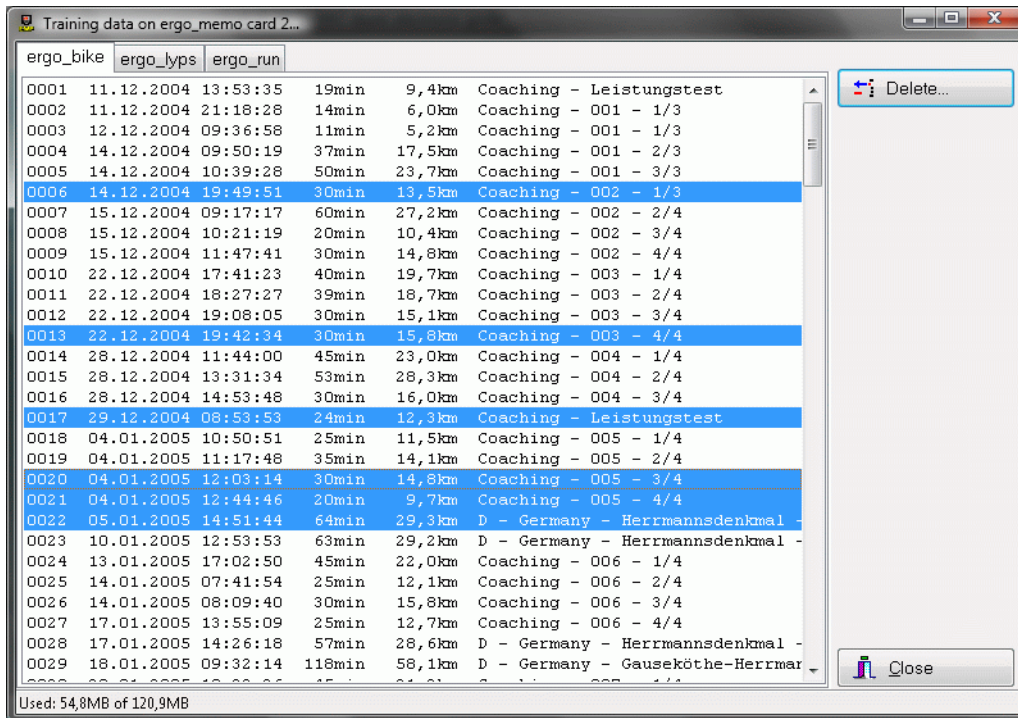 Training data on ergo_memo card 2...
ergo_bike ergo_lyps ergo_run
0001 11.12.2004 13:53:35 19min 9,4km Coaching - Leistungstest
0002 11.12.2004 21:18:28 14min 6,0km Coaching - 001 - 1/3
0003 12.12.2004 09:36:58 11min 5,2km Coaching - 001 - 1/3
0004 14.12.2004 09:50:19 37min 17,5km Coaching - 001 - 2/3
0005 14.12.2004 10:39:28 50min 23,7km Coaching - 001 - 3/3
0006 14.12.2004 19:49:51 30min 13,5km Coaching - 002 - 1/3
0007 15.12.2004 09:17:17 60min 27,2km Coaching - 002 - 2/4
0008 15.12.2004 10:21:19 20min 10,4km Coaching - 002 - 3/4
0009 15.12.2004 11:47:41 30min 14,8km Coaching - 002 - 4/4
0010 22.12.2004 17:41:23 40min 19,7km Coaching - 003 - 1/4
0011 22.12.2004 18:27:27 39min 18,7km Coaching - 003 - 2/4
0012 22.12.2004 19:08:05 30min 15,1km Coaching - 003 - 3/4
0013 22.12.2004 19:42:34 30min 15,8km Coaching - 003 - 4/4
0014 28.12.2004 11:44:00 45min 23,0km Coaching - 004 - 1/4
0015 28.12.2004 13:31:34 53min 28,3km Coaching - 004 - 2/4
0016 28.12.2004 14:53:48 30min 16,0km Coaching - 004 - 3/4
0017 29.12.2004 08:53:53 24min 12,3km Coaching - Leistungstest
0018 04.01.2005 10:50:51 25min 11,5km Coaching - 005 - 1/4
0019 04.01.2005 11:17:48 35min 14,1km Coaching - 005 - 2/4
0020 04.01.2005 12:03:14 30min 14,8km Coaching - 005 - 3/4
0021 04.01.2005 12:44:46 20min 9,7km Coaching - 005 - 4/4
0022 05.01.2005 14:51:44 64min 29,3km D - Germany - Herrmannsdenkmal -
0023 10.01.2005 12:53:53 63min 29,2km D - Germany - Herrmannsdenkmal -
0024 13.01.2005 17:02:50 45min 22,0km Coaching - 006 - 1/4
0025 14.01.2005 07:41:54 25min 12,1km Coaching - 006 - 2/4
0026 14.01.2005 08:09:40 30min 15,8km Coaching - 006 - 3/4
0027 17.01.2005 13:55:09 25min 12,7km Coaching - 006 - 4/4
0028 17.01.2005 14:26:18 57min 28,6km D - Germany - Herrmannsdenkmal -
0029 18.01.2005 09:32:14 118min 58,1km D - Germany - Gauseköthe-Herrmar
Delete...
Close
Used: 54,8MB of 120,9MB